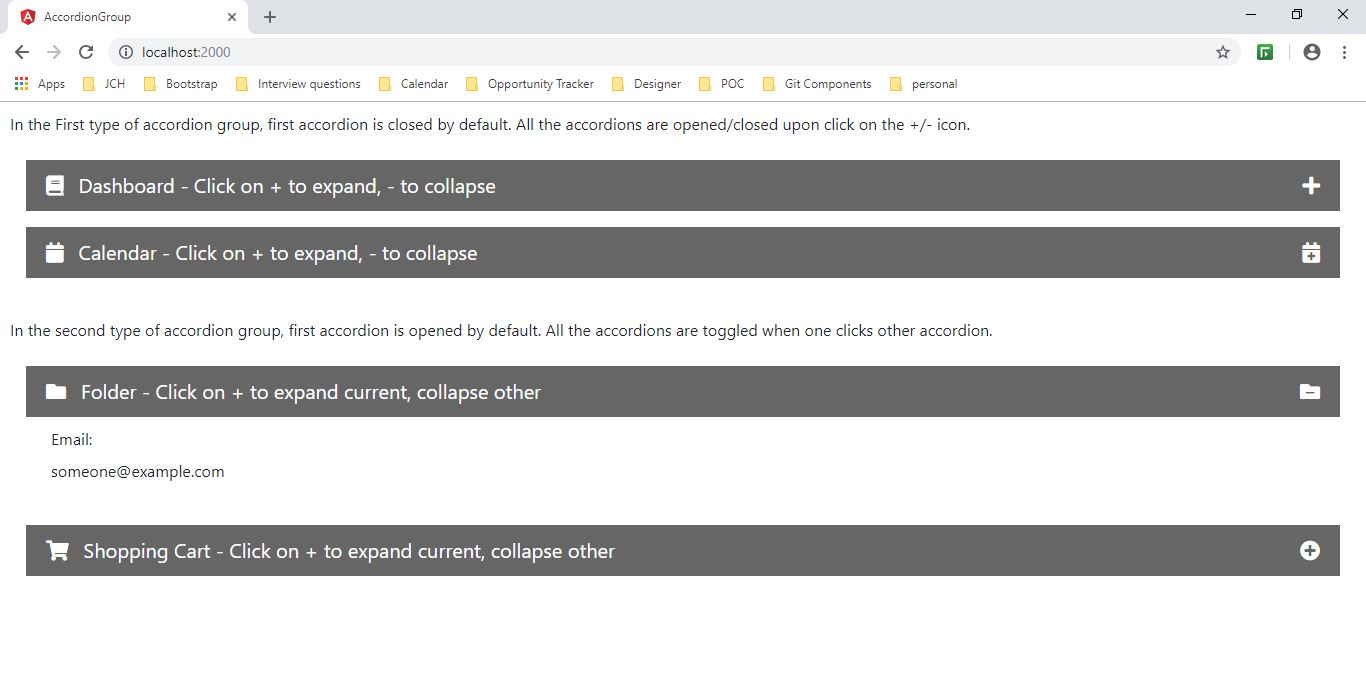 AccordionGroup
localhost:2000
Apps JCH Bootstrap Interview questions Calendar Opportunity Tracker Designer POC Git Components personal
In the First type of accordion group, first accordion is closed by default. All the accordions are opened/closed upon click on the +/- icon.
Dashboard - Click on + to expand, - to collapse
Calendar - Click on + to expand, - to collapse
In the second type of accordion group, first accordion is opened by default. All the accordions are toggled when one clicks other accordion.
Folder - Click on + to expand current, collapse other
Email:
someone@example.com
Shopping Cart - Click on + to expand current, collapse other